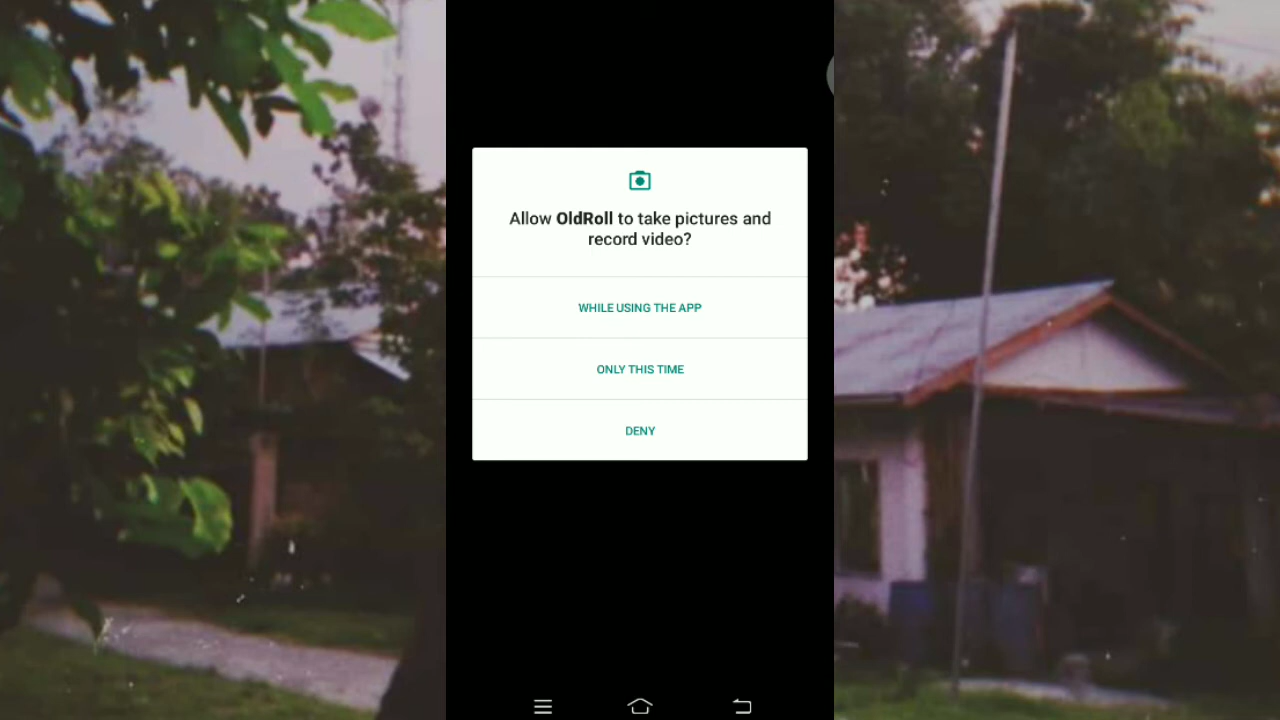 Allow OldRoll to take pictures and
record video?
WHILE USING THE APP
ONLY THIS TIME
DENY